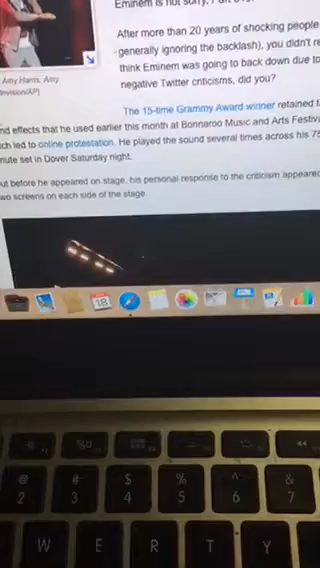 Eminem is not sorry, Part
After more than 20 years of shocking people
generally ignoring the backlash), you didn't
think Eminem was going to back down due to
negative Twitter criticisms, did you?
Amy Harris, Amy
Invision/AP)
The 15-time Grammy Award winner retained
nd effects that he used earlier this month at Bonnaroo Music and Arts Festiv
ch led to online protestation. He played the sound several times across his 75
nute set in Dover Saturday night.
ut before he appeared on stage, his personal response to the criticism appeared
wo screens on each side of the stage.
18
@ # $ % ^ &
2 3 4 5 6 7
W E R T Y